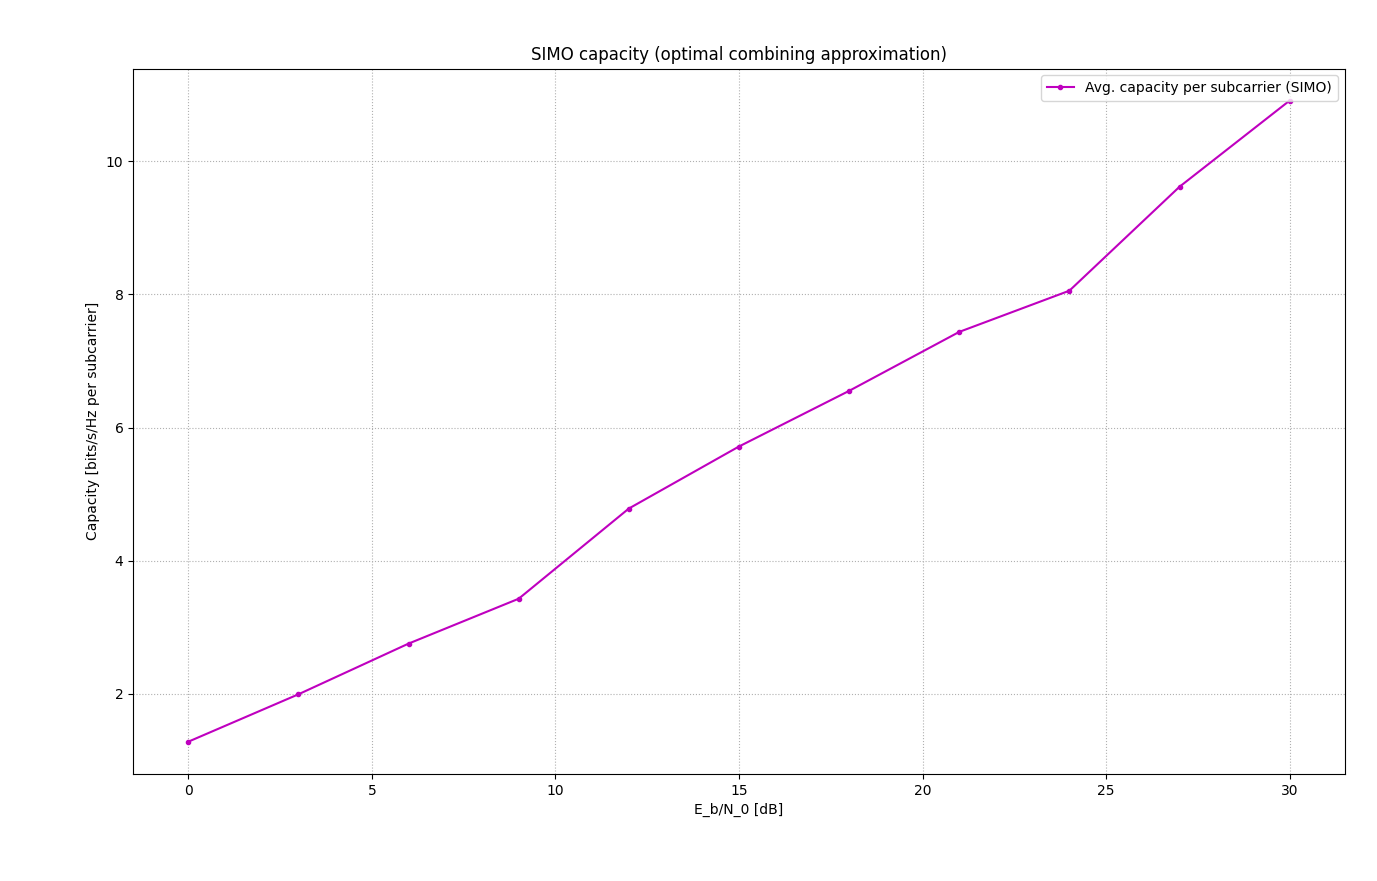 SIMO capacity (optimal combining approximation)
Avg. capacity per subcarrier (SIMO)
Capacity [bits/s/Hz per subcarrier]
10
8
6
4
2
0 5 10 15 20 25 30
E_b/N_0 [dB]